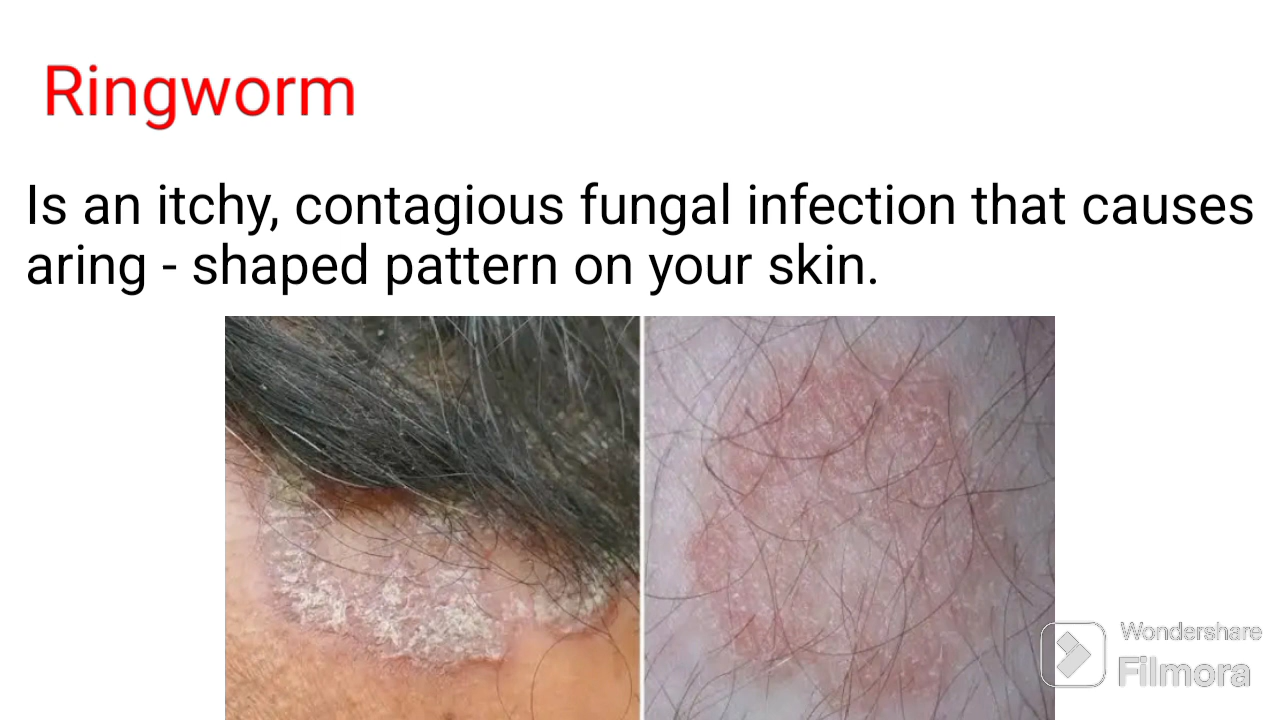 Ringworm
Is an itchy, contagious fungal infection that causes
aring - shaped pattern on your skin.
Wondershare
Filmora